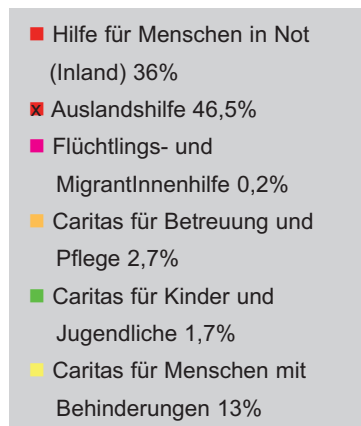 Hilfe für Menschen in Not
(Inland) 36%
x Auslandshilfe 46,5%
Flüchtlings- und
MigrantInnenhilfe 0,2%
Caritas für Betreuung und
Pflege 2,7%
Caritas für Kinder und
Jugendliche 1,7%
Caritas für Menschen mit
Behinderungen 13%